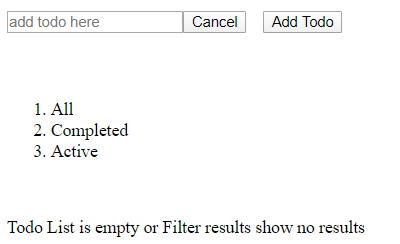 add todo here Cancel Add Todo
1. All
2. Completed
3. Active
Todo List is empty or Filter results show no results